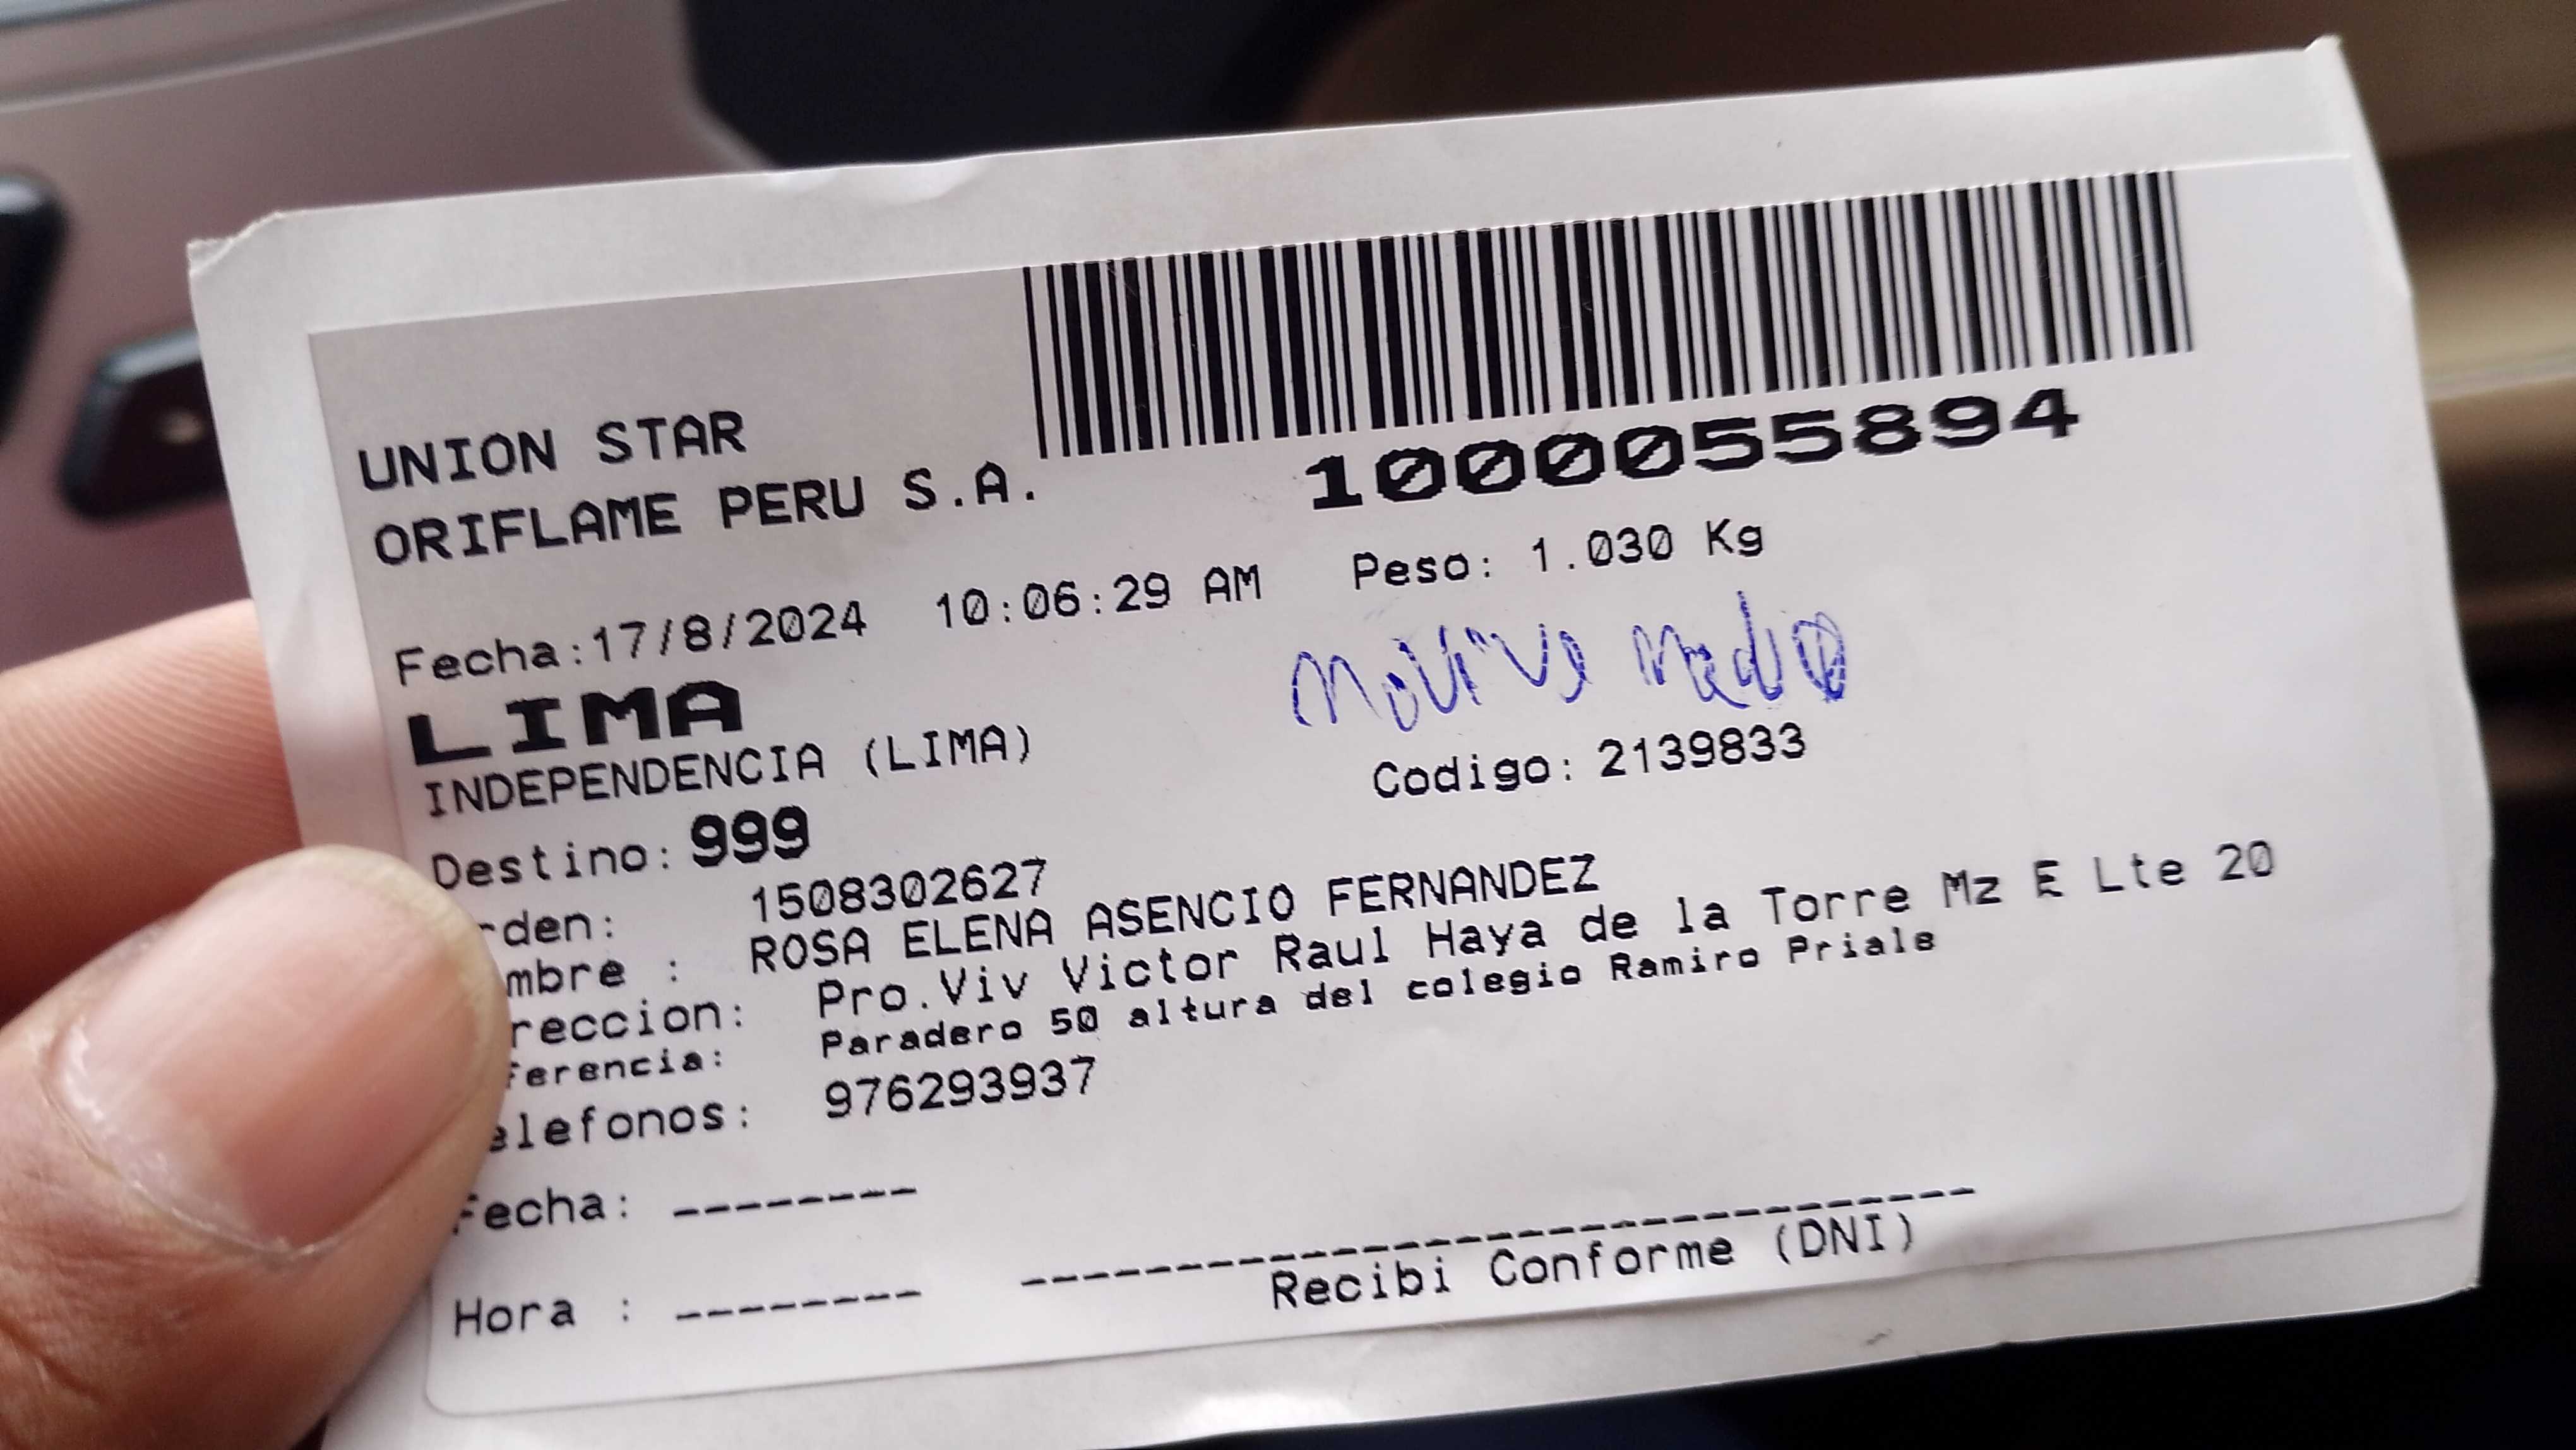 UNION STAR
ORIFLAME PERU S.A.
1000055894
Fecha:17/8/2024 10:06:29 AM Peso: 1.030 Kg
LIMA
INDEPENDENCIA (LIMA)
Codigo: 2139833
Destino: 999
rden: 1508302627
mbre : ROSA ELENA ASENCIO FERNANDEZ
reccion: Pro.Viv Victor Raul Haya de la Torre Mz E Lte 20
ferencia: Paradero 50 altura del colegio Ramiro Priale
elefonos: 976293937
Fecha: --------
Hora : --------
Recibi Conforme (DNI)